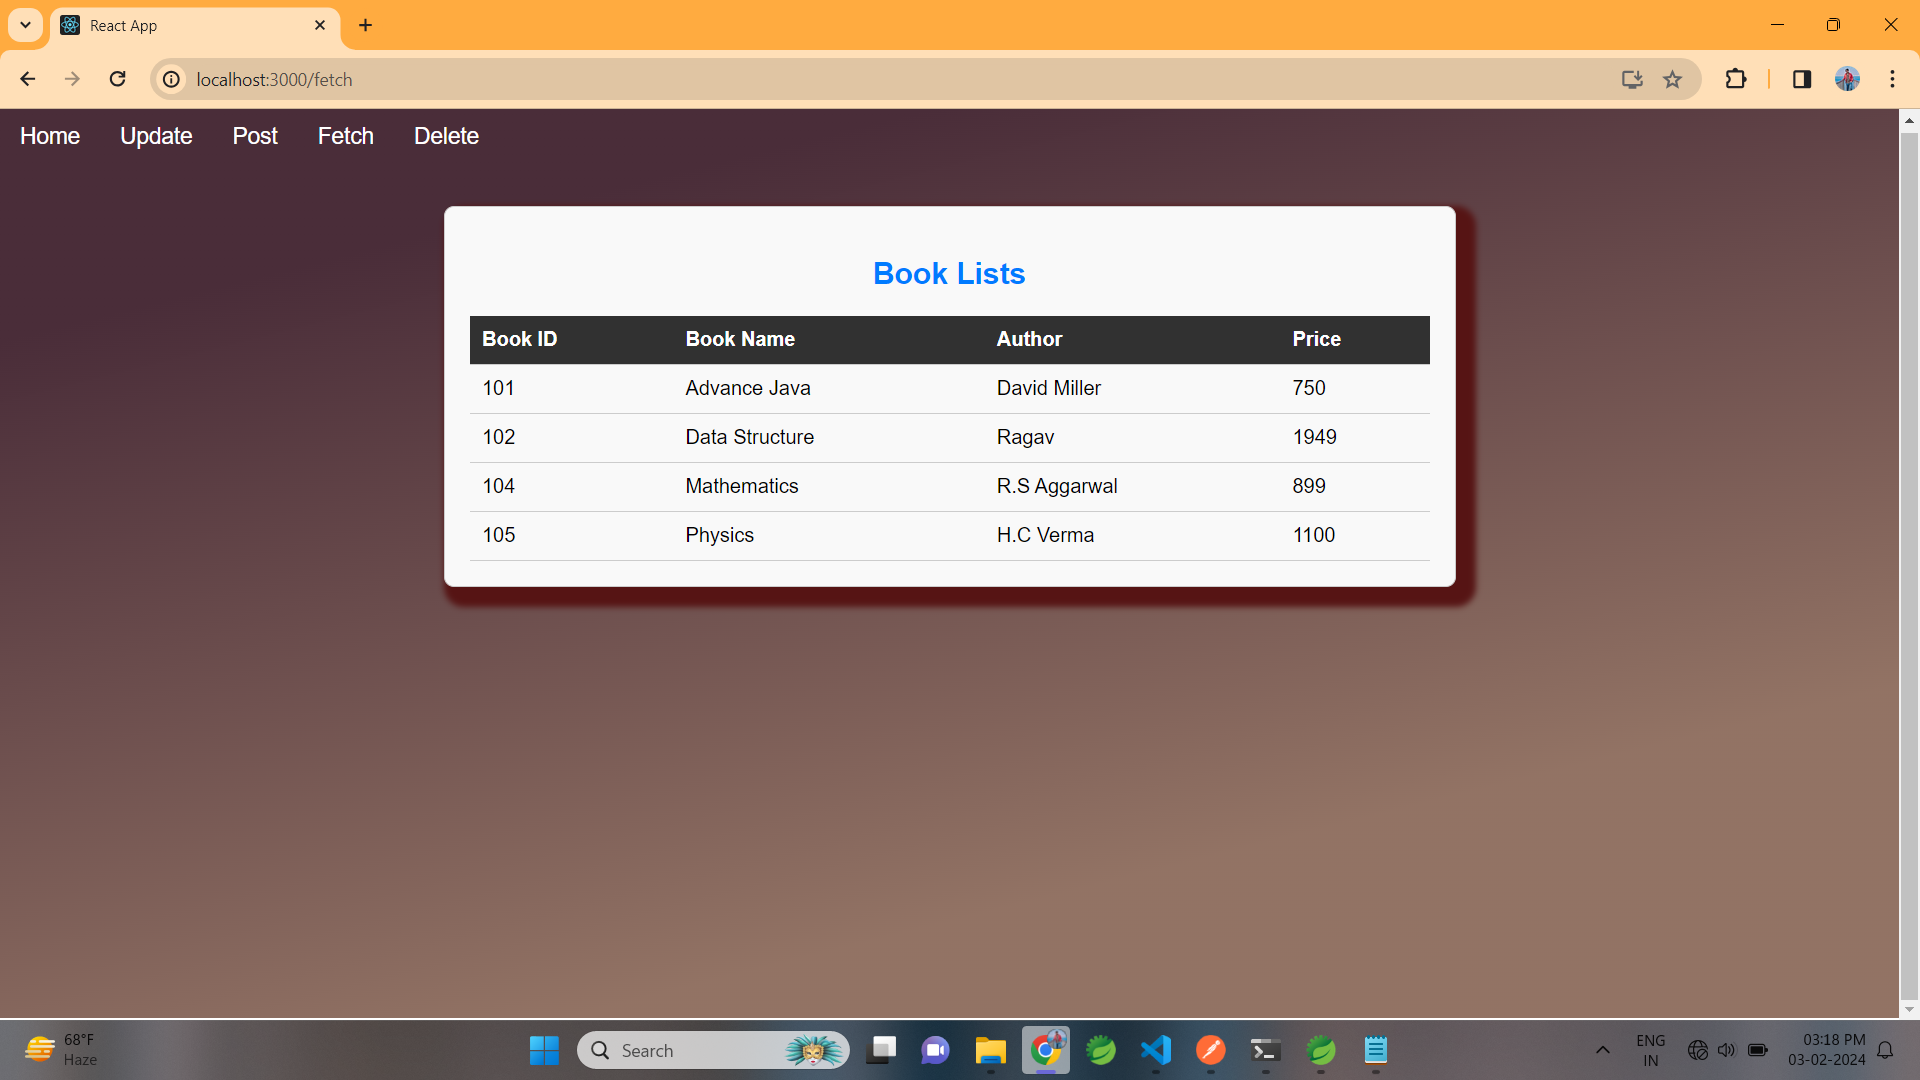 React App
localhost:3000/fetch
Home Update Post Fetch Delete
Book Lists
Book ID Book Name Author Price
101 Advance Java David Miller 750
102 Data Structure Ragav 1949
104 Mathematics R.S Aggarwal 899
105 Physics H.C Verma 1100
68°F
Haze
Search
ENG
IN
03:18 PM
03-02-2024